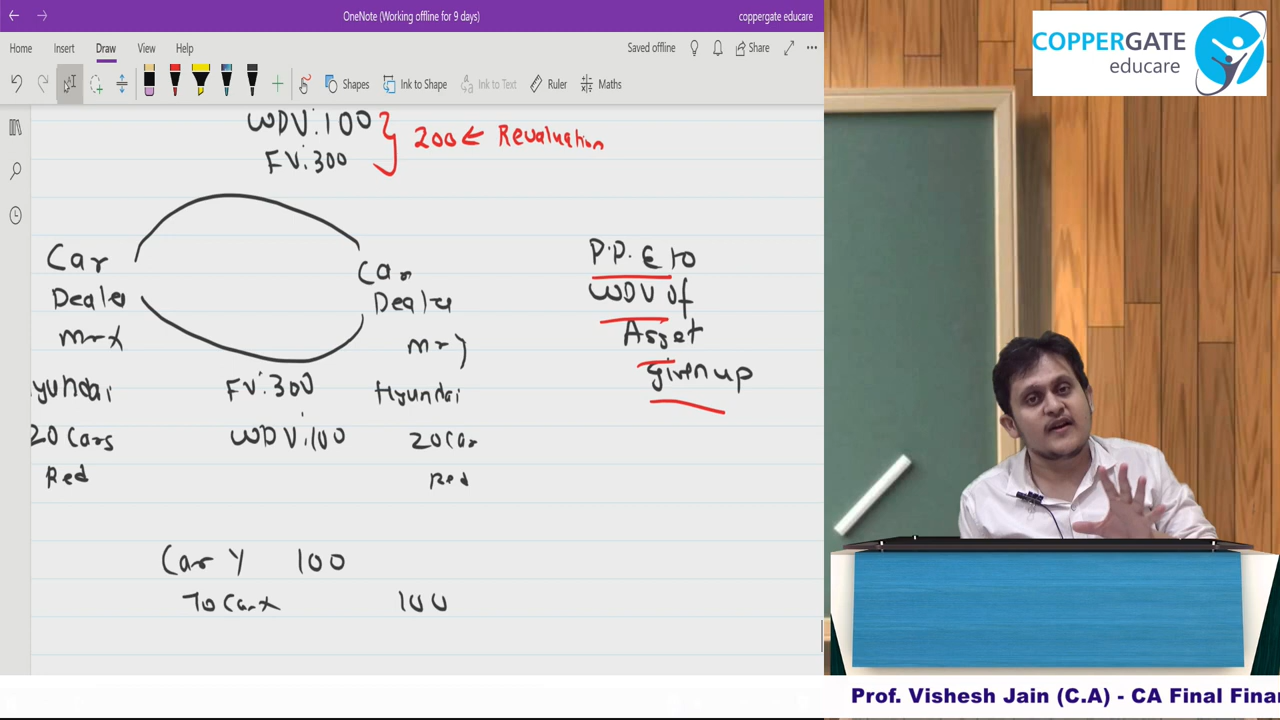 OneNote (Working offline for 9 days)
coppergate educare
Home Insert Draw View Help
Saved offline
Share
Shapes
Ink to Shape
Ink to Text
Ruler
Maths
COPPERGATE
educare
WDV:100
FV:300
200 ← Revaluation
Car
Dealer
Mr X
yundai
20 Cars
Red
FV:300
WDV:100
Car
Dealer
Mr Y
Hyundai
20 Car
Red
P.P.E to
WDV of
Asset
given up
Car Y 100
To Car X 100
Prof. Vishesh Jain (C.A) - CA Final Finan